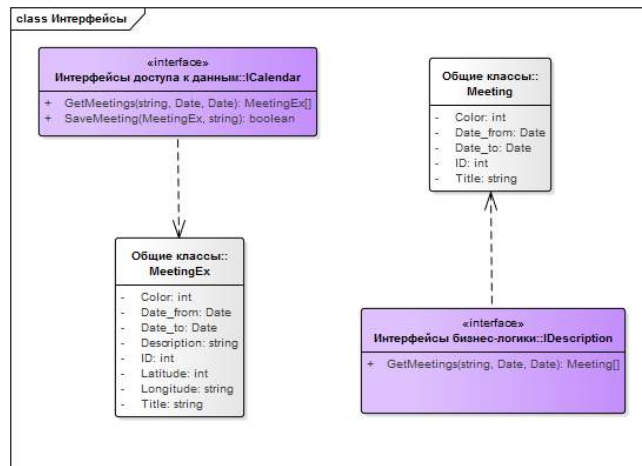 class Интерфейсы
«interface»
Интерфейсы доступа к данным::ICalendar
+ GetMeetings(string, Date, Date): MeetingEx[]
+ SaveMeeting(MeetingEx, string): boolean
Общие классы::
Meeting
- Color: int
- Date_from: Date
- Date_to: Date
- ID: int
- Title: string
Общие классы::
MeetingEx
- Color: int
- Date_from: Date
- Date_to: Date
- Description: string
- ID: int
- Latitude: int
- Longitude: string
- Title: string
«interface»
Интерфейсы бизнес-логики::IDescription
+ GetMeetings(string, Date, Date): Meeting[]